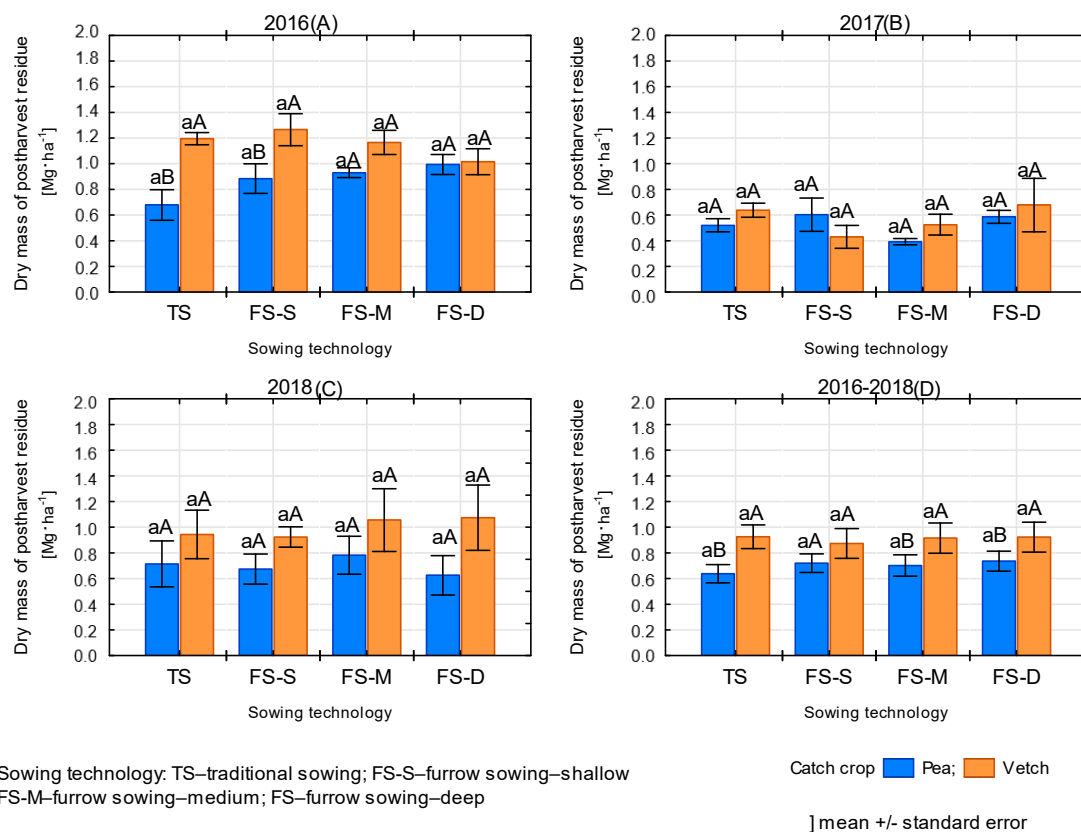 2016(A)
Dry mass of postharvest residue
[Mg·ha-1]
2.0
1.8
1.6
1.4
1.2
1.0
0.8
0.6
0.4
0.2
0.0
aB
aA
aB
aA
aA
aA
aA
aA
TS
FS-S
FS-M
FS-D
Sowing technology
2017(B)
Dry mass of postharvest residue
[Mg·ha-1]
2.0
1.8
1.6
1.4
1.2
1.0
0.8
0.6
0.4
0.2
0.0
aA
aA
aA
aA
aA
aA
aA
aA
TS
FS-S
FS-M
FS-D
Sowing technology
2018(C)
Dry mass of postharvest residue
[Mg·ha-1]
2.0
1.8
1.6
1.4
1.2
1.0
0.8
0.6
0.4
0.2
0.0
aA
aA
aA
aA
aA
aA
aA
aA
TS
FS-S
FS-M
FS-D
Sowing technology
2016-2018(D)
Dry mass of postharvest residue
[Mg·ha-1]
2.0
1.8
1.6
1.4
1.2
1.0
0.8
0.6
0.4
0.2
0.0
aB
aA
aA
aA
aB
aA
aB
aA
TS
FS-S
FS-M
FS-D
Sowing technology
Sowing technology: TS–traditional sowing; FS-S–furrow sowing–shallow
FS-M–furrow sowing–medium; FS–furrow sowing–deep
Catch crop Pea; Vetch
] mean +/- standard error